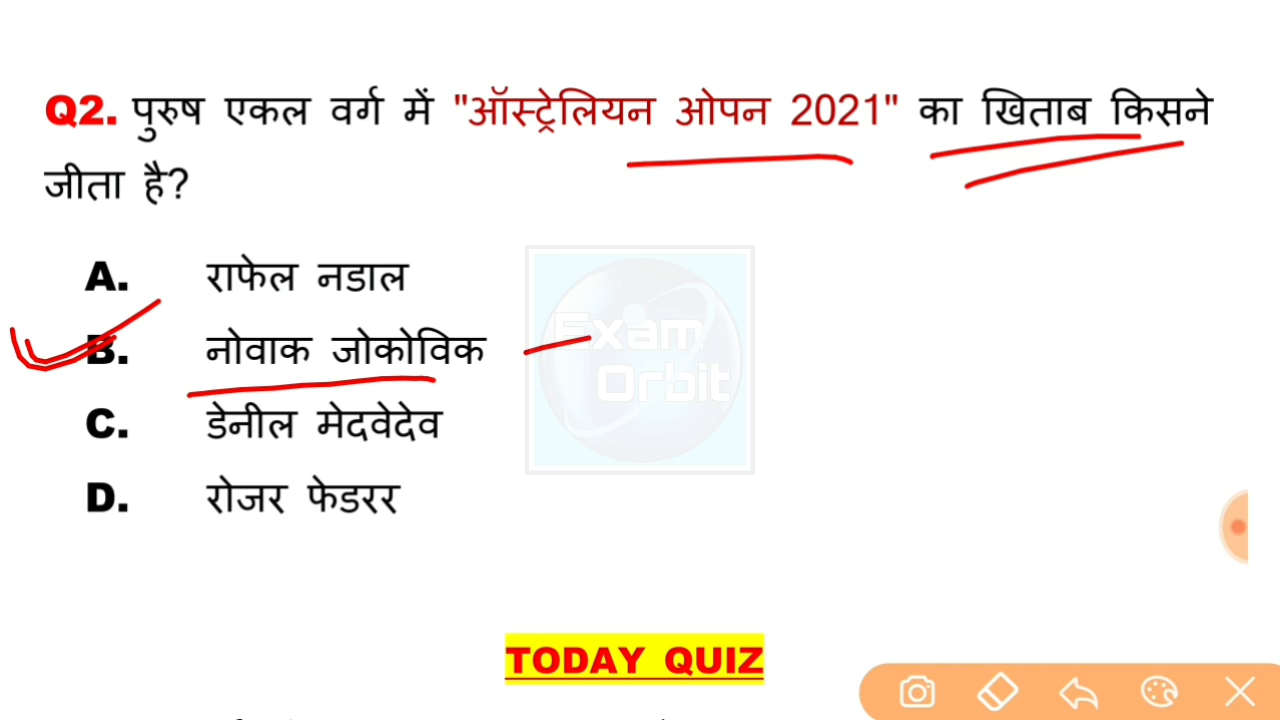 Q2. पुरुष एकल वर्ग में "ऑस्ट्रेलियन ओपन 2021" का खिताब किसने
जीता है?
A. राफेल नडाल
B. नोवाक जोकोविक
C. डेनील मेदवेदेव
D. रोजर फेडरर
Exam
Orbit
TODAY QUIZ